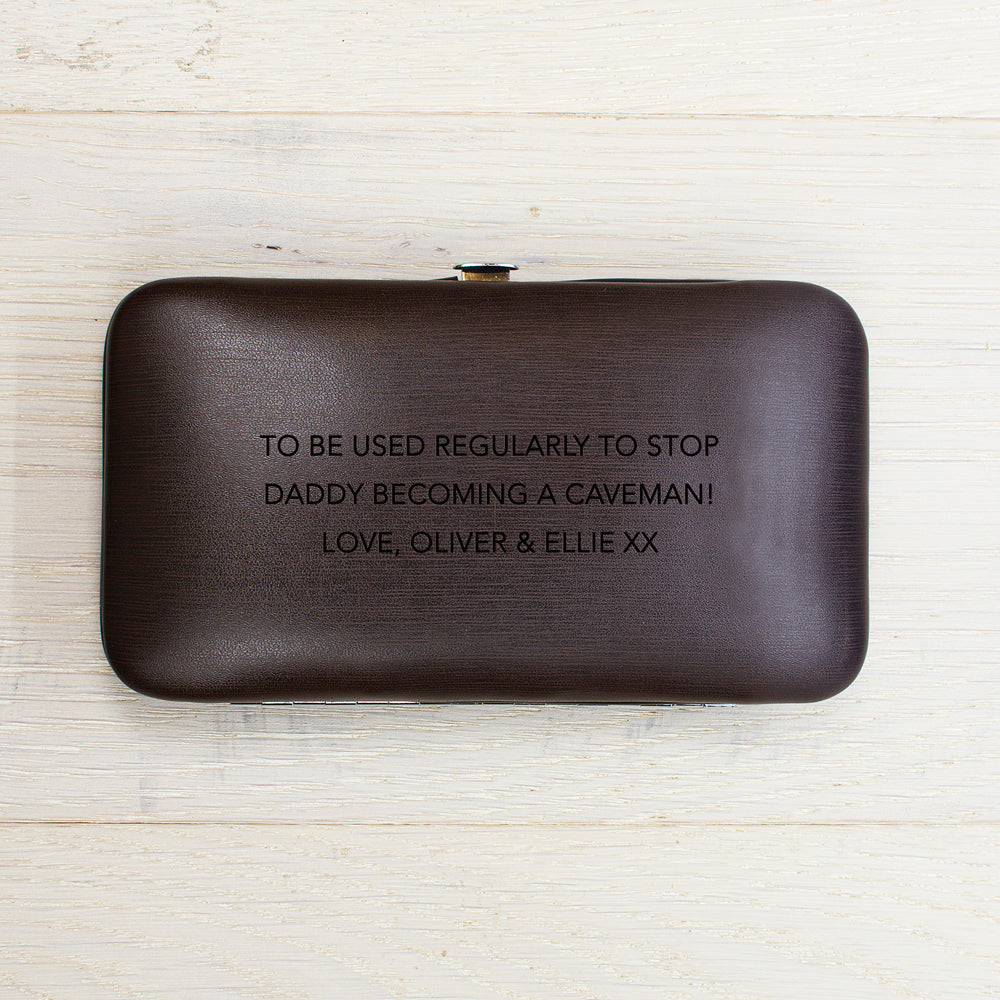 TO BE USED REGULARLY TO STOP
DADDY BECOMING A CAVEMAN!
LOVE, OLIVER & ELLIE XX